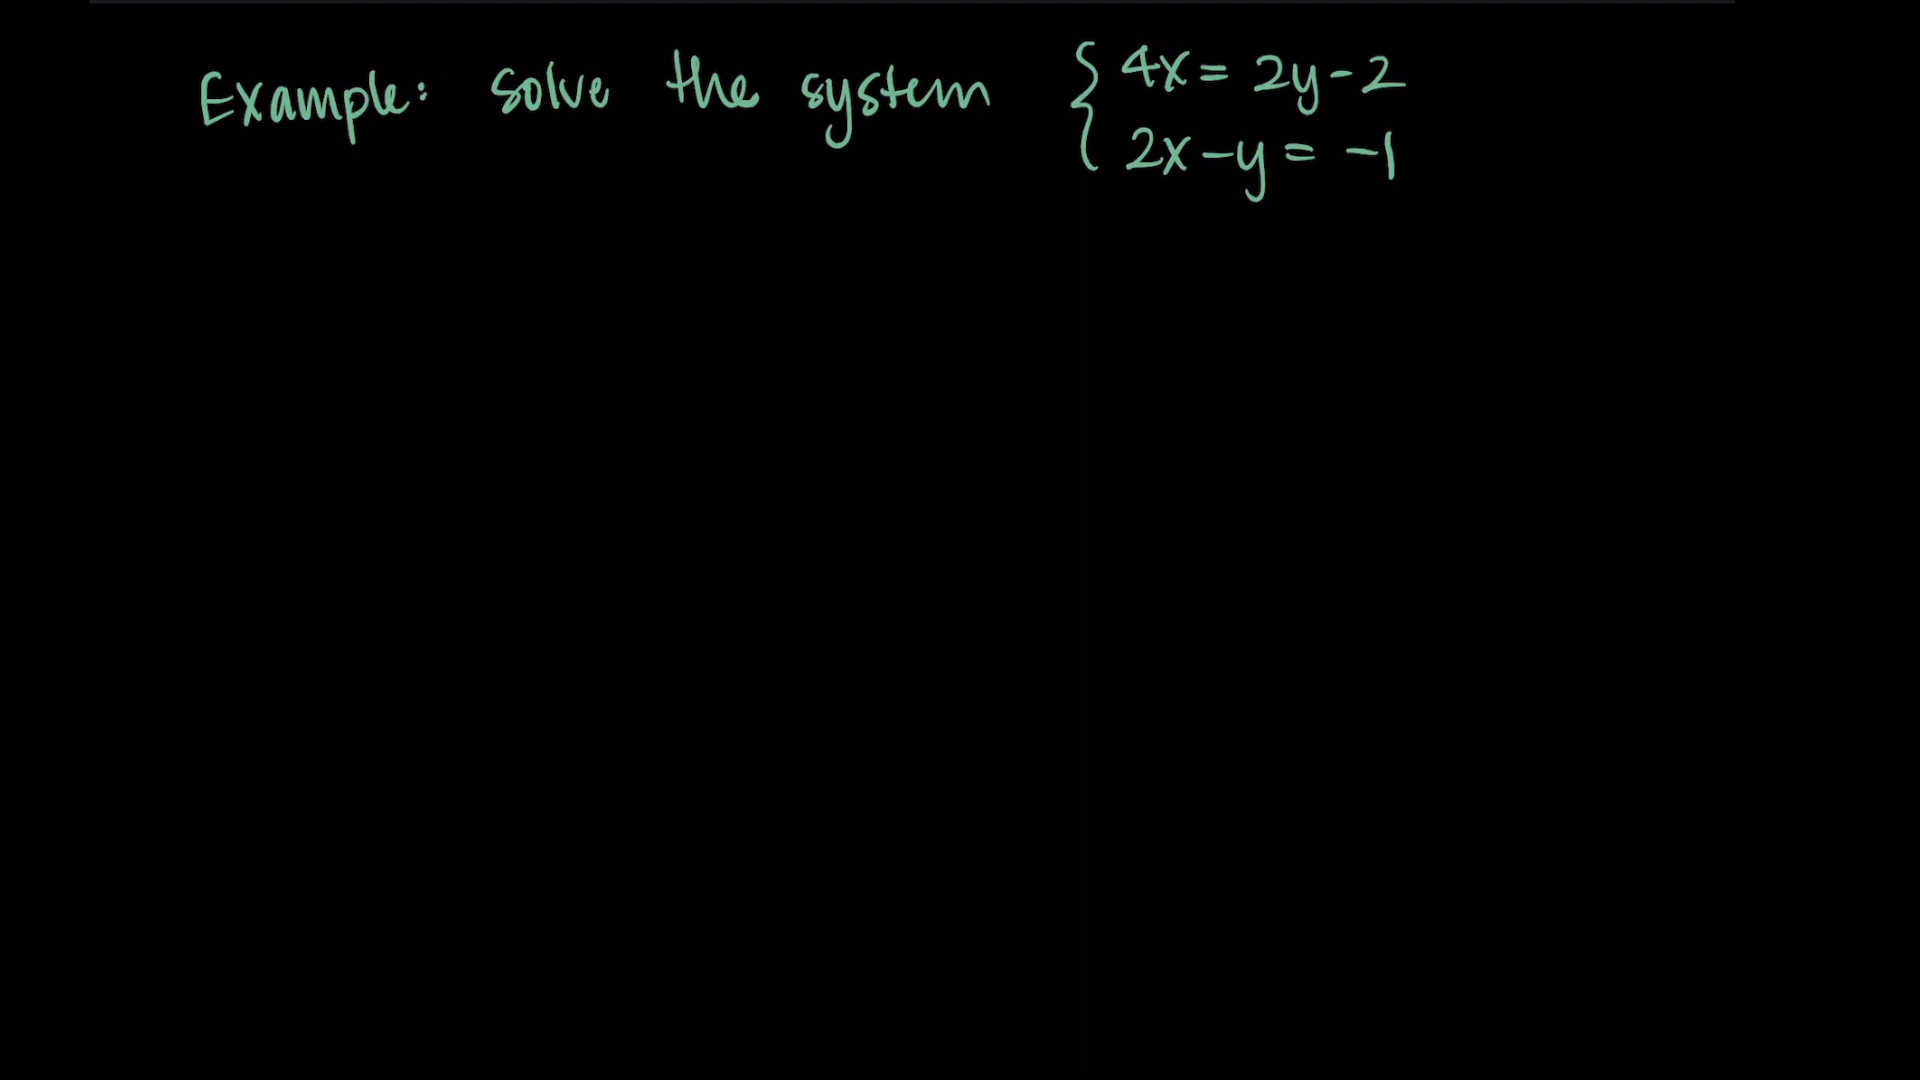 Example: solve the system { 4x = 2y - 2
2x - y = -1